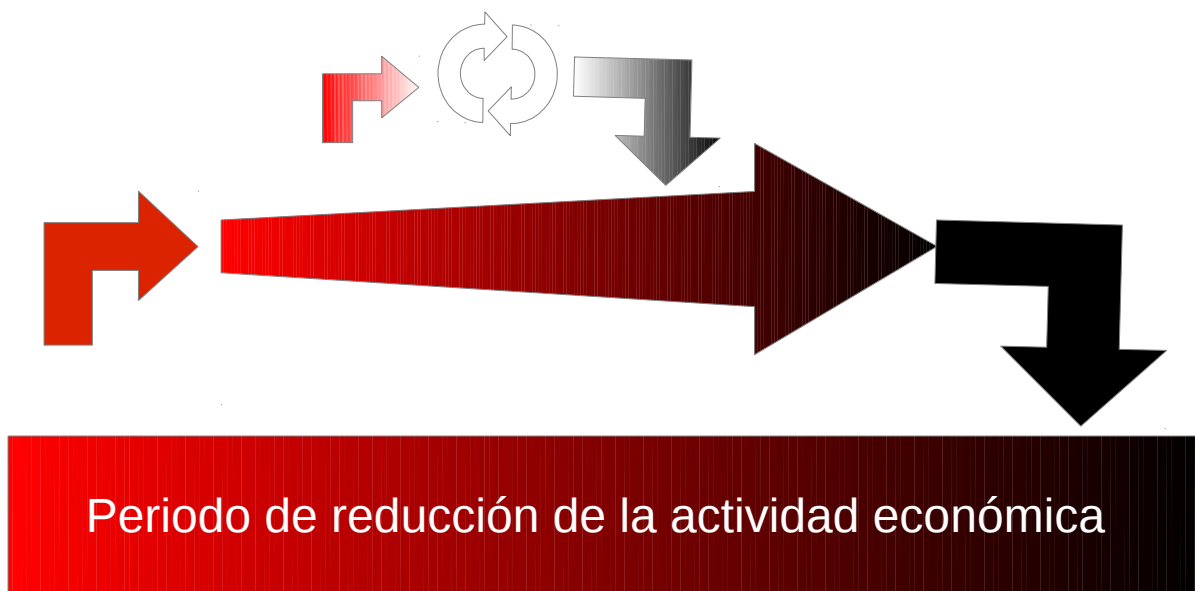 Periodo de reducción de la actividad económica